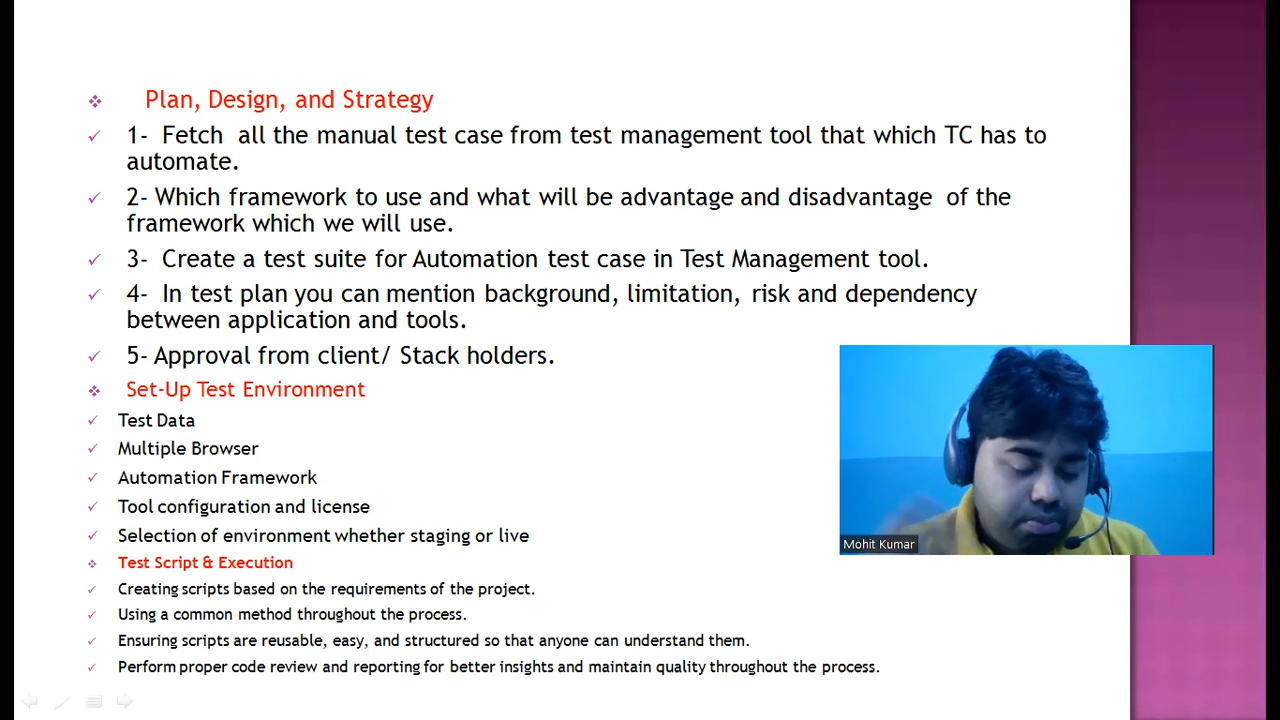 Plan, Design, and Strategy
1- Fetch all the manual test case from test management tool that which TC has to
automate.
2- Which framework to use and what will be advantage and disadvantage of the
framework which we will use.
3- Create a test suite for Automation test case in Test Management tool.
4- In test plan you can mention background, limitation, risk and dependency
between application and tools.
5- Approval from client/ Stack holders.
Set-Up Test Environment
Test Data
Multiple Browser
Automation Framework
Tool configuration and license
Selection of environment whether staging or live
Test Script & Execution
Creating scripts based on the requirements of the project.
Using a common method throughout the process.
Ensuring scripts are reusable, easy, and structured so that anyone can understand them.
Perform proper code review and reporting for better insights and maintain quality throughout the process.
Mohit Kumar